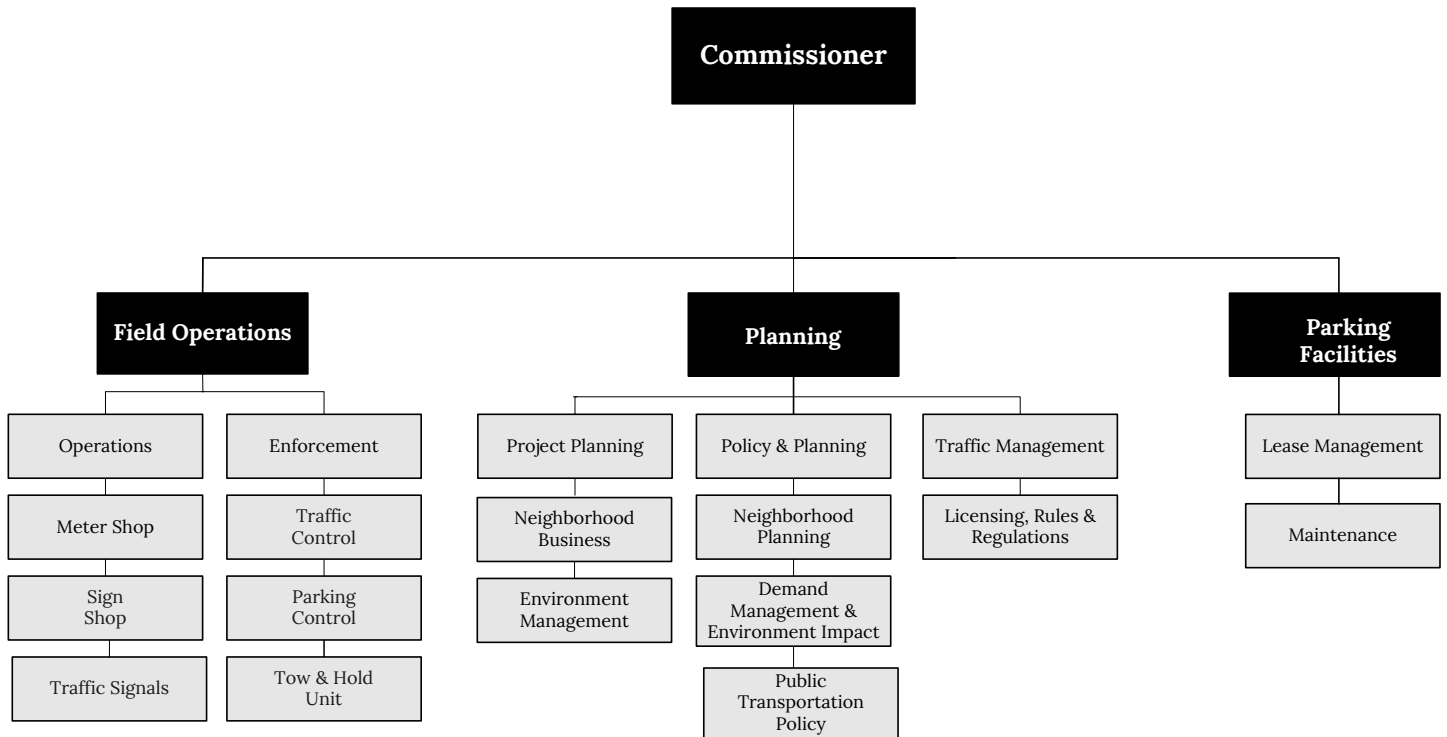 Commissioner
Field Operations
Planning
Parking
Facilities
Operations
Enforcement
Project Planning
Policy & Planning
Traffic Management
Lease Management
Meter Shop
Traffic
Control
Neighborhood
Business
Neighborhood
Planning
Licensing, Rules &
Regulations
Maintenance
Sign
Shop
Parking
Control
Environment
Management
Demand
Management &
Environment Impact
Traffic Signals
Tow & Hold
Unit
Public
Transportation
Policy